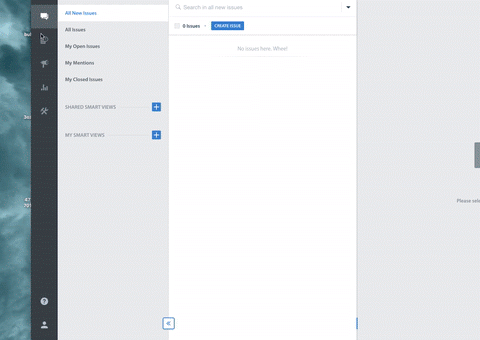 All New Issues
All Issues
My Open Issues
My Mentions
My Closed Issues
SHARED SMART VIEWS
MY SMART VIEWS
Search in all new issues
0 Issues
CREATE ISSUE
No issues here. Whee!
Please sele